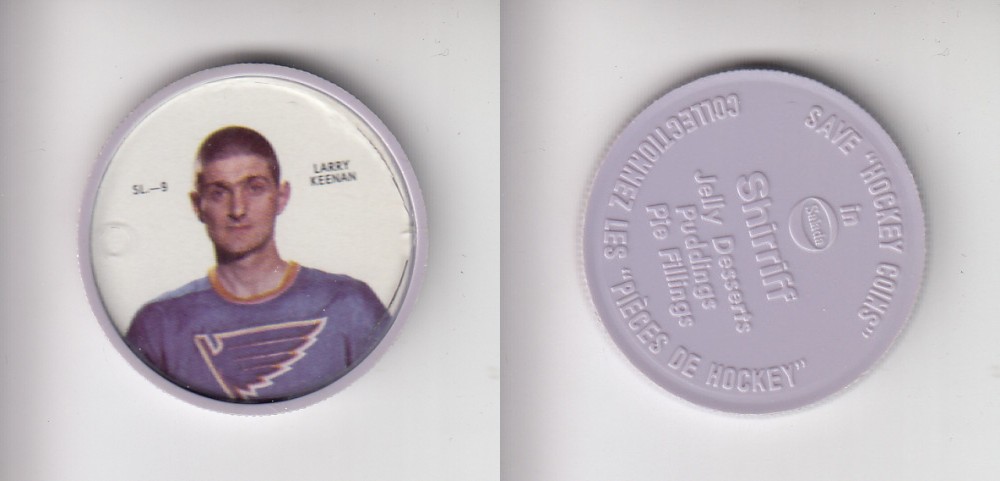 SL.—9
LARRY
KEENAN
SAVE "HOCKEY COINS"
in
Salada
Shirriff
Jelly Desserts
Puddings
Pie Fillings
COLLECTIONNEZ LES "PIÈCES DE HOCKEY"